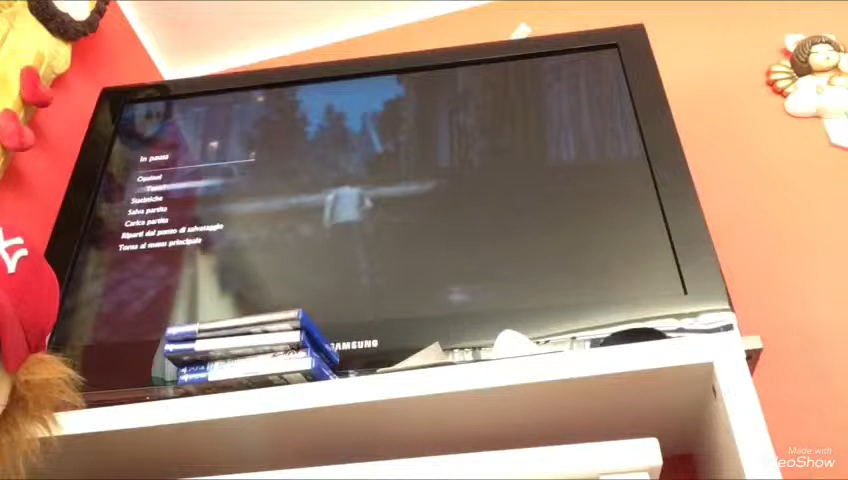 In pausa
Opzioni
Statistiche
Salva partita
Carica partita
Riparti dal punto di salvataggio
Torna al menu principale
SAMSUNG
PS4
Made with
VideoShow